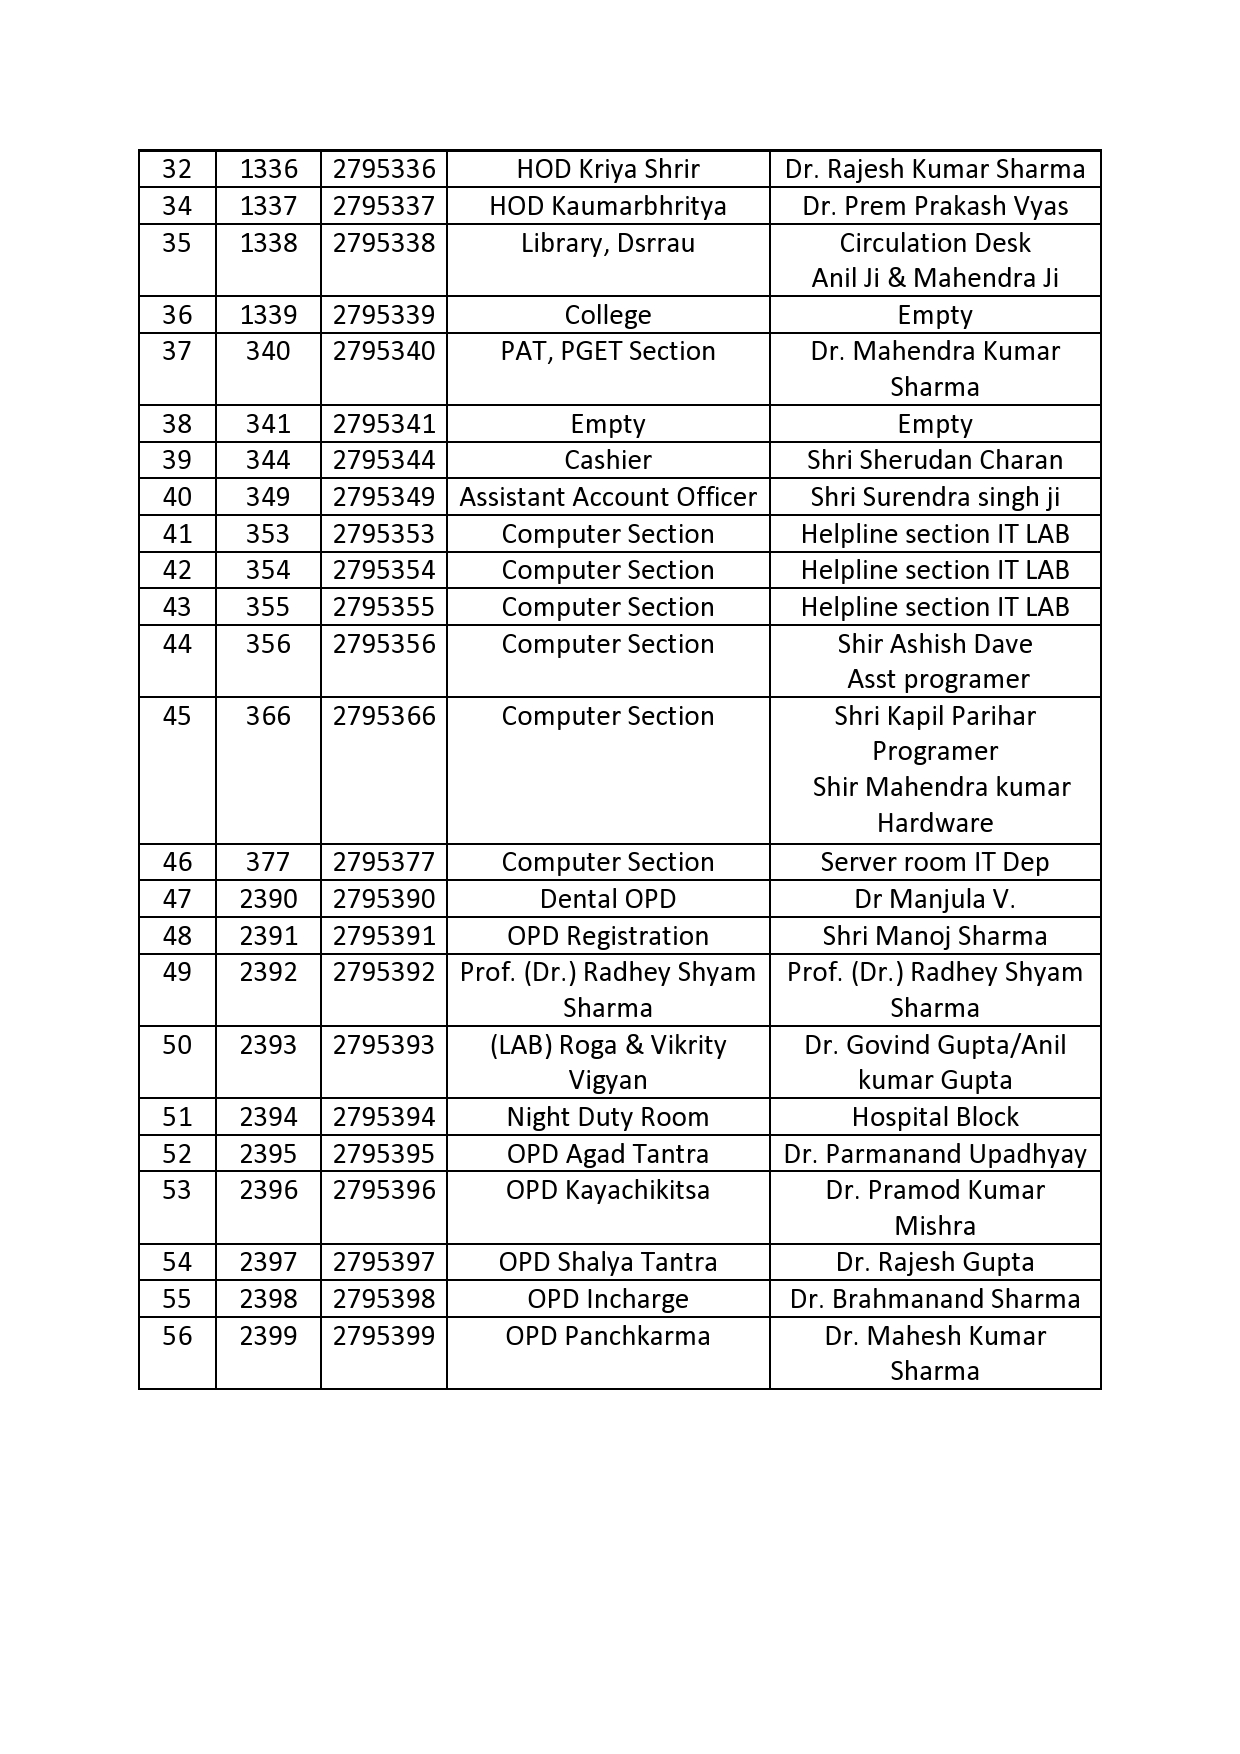 32 1336 2795336 HOD Kriya Shrir Dr. Rajesh Kumar Sharma
34 1337 2795337 HOD Kaumarbhritya Dr. Prem Prakash Vyas
35 1338 2795338 Library, Dsrrau Circulation Desk
Anil Ji & Mahendra Ji
36 1339 2795339 College Empty
37 340 2795340 PAT, PGET Section Dr. Mahendra Kumar
Sharma
38 341 2795341 Empty Empty
39 344 2795344 Cashier Shri Sherudan Charan
40 349 2795349 Assistant Account Officer Shri Surendra singh ji
41 353 2795353 Computer Section Helpline section IT LAB
42 354 2795354 Computer Section Helpline section IT LAB
43 355 2795355 Computer Section Helpline section IT LAB
44 356 2795356 Computer Section Shir Ashish Dave
Asst programer
45 366 2795366 Computer Section Shri Kapil Parihar
Programer
Shir Mahendra kumar
Hardware
46 377 2795377 Computer Section Server room IT Dep
47 2390 2795390 Dental OPD Dr Manjula V.
48 2391 2795391 OPD Registration Shri Manoj Sharma
49 2392 2795392 Prof. (Dr.) Radhey Shyam Prof. (Dr.) Radhey Shyam
Sharma Sharma
50 2393 2795393 (LAB) Roga & Vikrity Dr. Govind Gupta/Anil
Vigyan kumar Gupta
51 2394 2795394 Night Duty Room Hospital Block
52 2395 2795395 OPD Agad Tantra Dr. Parmanand Upadhyay
53 2396 2795396 OPD Kayachikitsa Dr. Pramod Kumar
Mishra
54 2397 2795397 OPD Shalya Tantra Dr. Rajesh Gupta
55 2398 2795398 OPD Incharge Dr. Brahmanand Sharma
56 2399 2795399 OPD Panchkarma Dr. Mahesh Kumar
Sharma